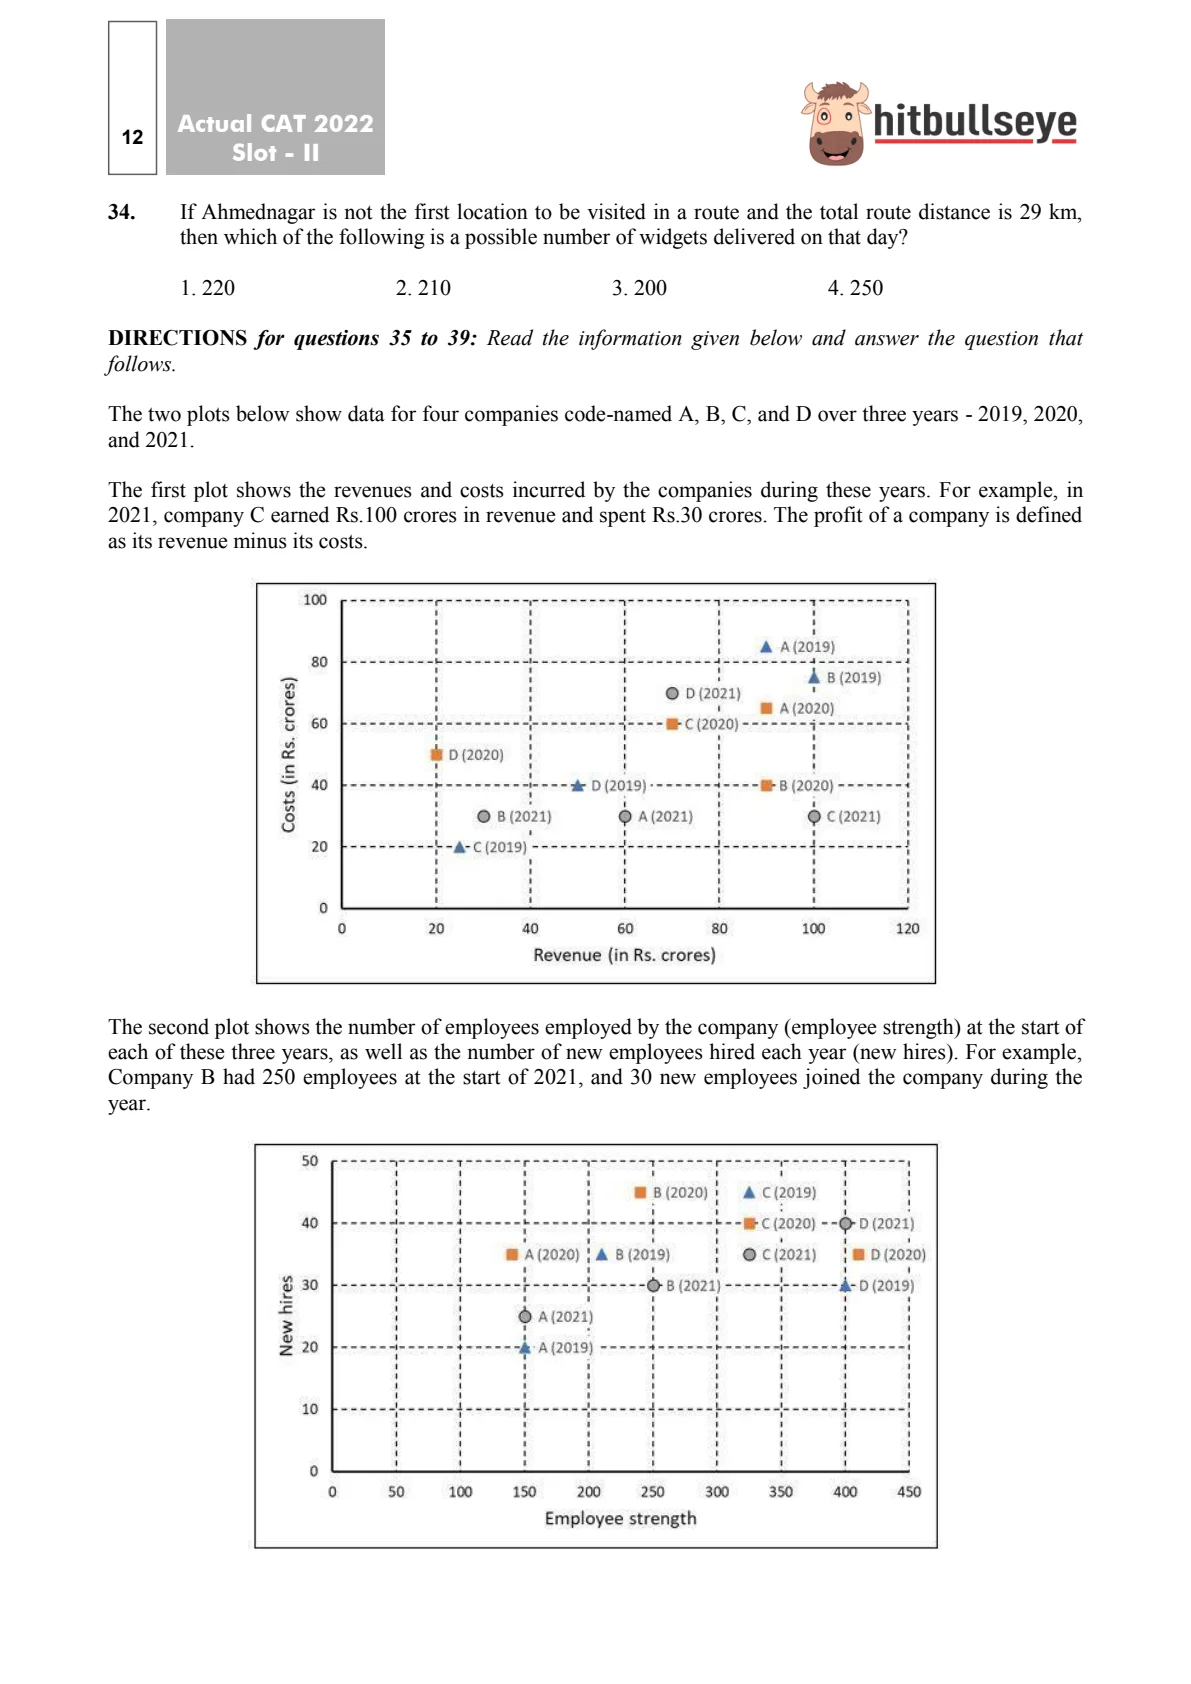 12
Actual CAT 2022
Slot - II
hitbullseye
34. If Ahmednagar is not the first location to be visited in a route and the total route distance is 29 km,
then which of the following is a possible number of widgets delivered on that day?
1. 220 2. 210 3. 200 4. 250
DIRECTIONS for questions 35 to 39: Read the information given below and answer the question that
follows.
The two plots below show data for four companies code-named A, B, C, and D over three years - 2019, 2020,
and 2021.
The first plot shows the revenues and costs incurred by the companies during these years. For example, in
2021, company C earned Rs.100 crores in revenue and spent Rs.30 crores. The profit of a company is defined
as its revenue minus its costs.
100
A (2019)
80
B (2019)
D (2021)
A (2020)
60
C (2020)
D (2020)
40
D (2019)
B (2020)
B (2021)
A (2021)
C (2021)
20
C (2019)
0
Costs (in Rs. crores)
0 20 40 60 80 100 120
Revenue (in Rs. crores)
The second plot shows the number of employees employed by the company (employee strength) at the start of
each of these three years, as well as the number of new employees hired each year (new hires). For example,
Company B had 250 employees at the start of 2021, and 30 new employees joined the company during the
year.
50
B (2020)
C (2019)
40
C (2020)
D (2021)
A (2020)
B (2019)
C (2021)
D (2020)
30
B (2021)
D (2019)
A (2021)
20
A (2019)
10
0
New hires
0 50 100 150 200 250 300 350 400 450
Employee strength